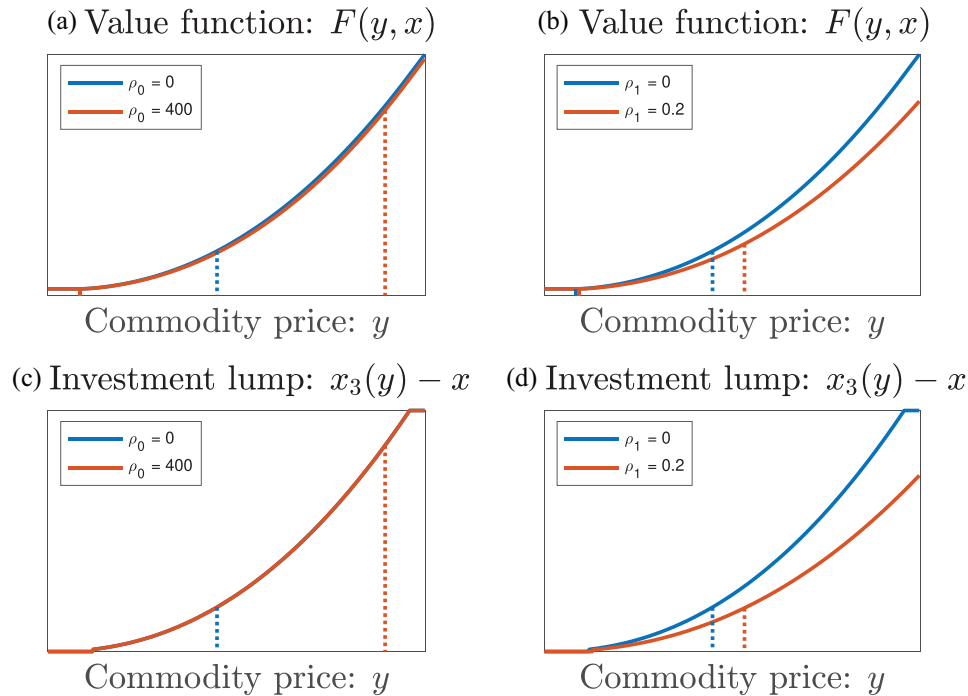 (a) Value function: F(y, x)
ρ₀ = 0
ρ₀ = 400
Commodity price: y
(b) Value function: F(y, x)
ρ₁ = 0
ρ₁ = 0.2
Commodity price: y
(c) Investment lump: x₃(y) − x
ρ₀ = 0
ρ₀ = 400
Commodity price: y
(d) Investment lump: x₃(y) − x
ρ₁ = 0
ρ₁ = 0.2
Commodity price: y